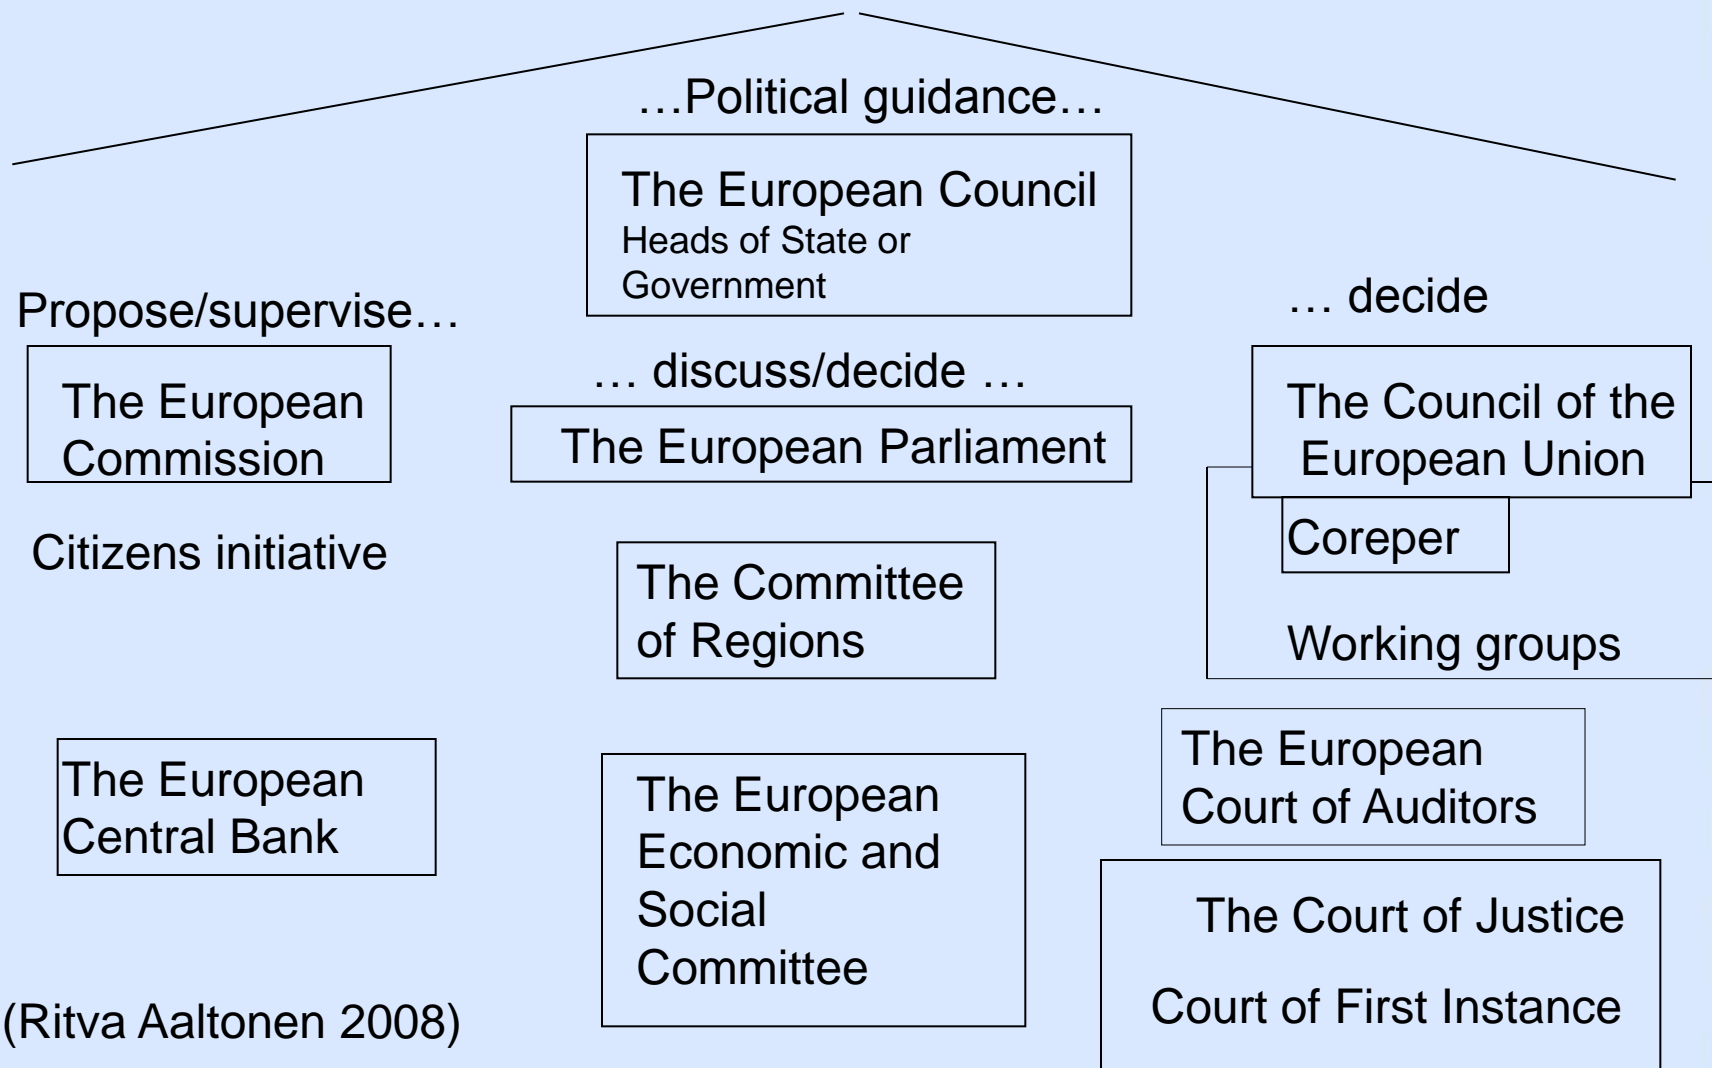 …Political guidance…
The European Council
Heads of State or
Government
Propose/supervise…
The European
Commission
Citizens initiative
… discuss/decide …
The European Parliament
… decide
The Council of the
European Union
Coreper
Working groups
The Committee
of Regions
The European
Central Bank
The European
Economic and
Social
Committee
The European
Court of Auditors
The Court of Justice
Court of First Instance
(Ritva Aaltonen 2008)